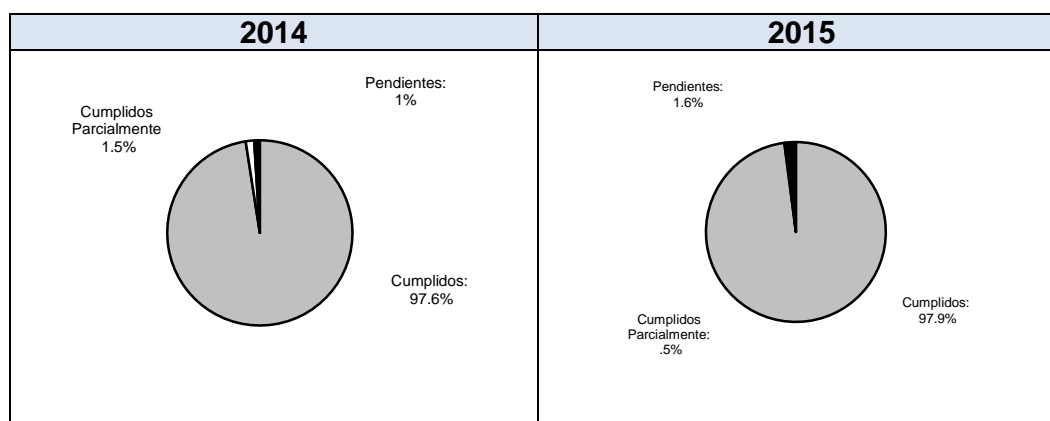 2014
2015
Pendientes:
1%
Cumplidos
Parcialmente
1.5%
Cumplidos:
97.6%
Pendientes:
1.6%
Cumplidos:
97.9%
Cumplidos
Parcialmente:
.5%